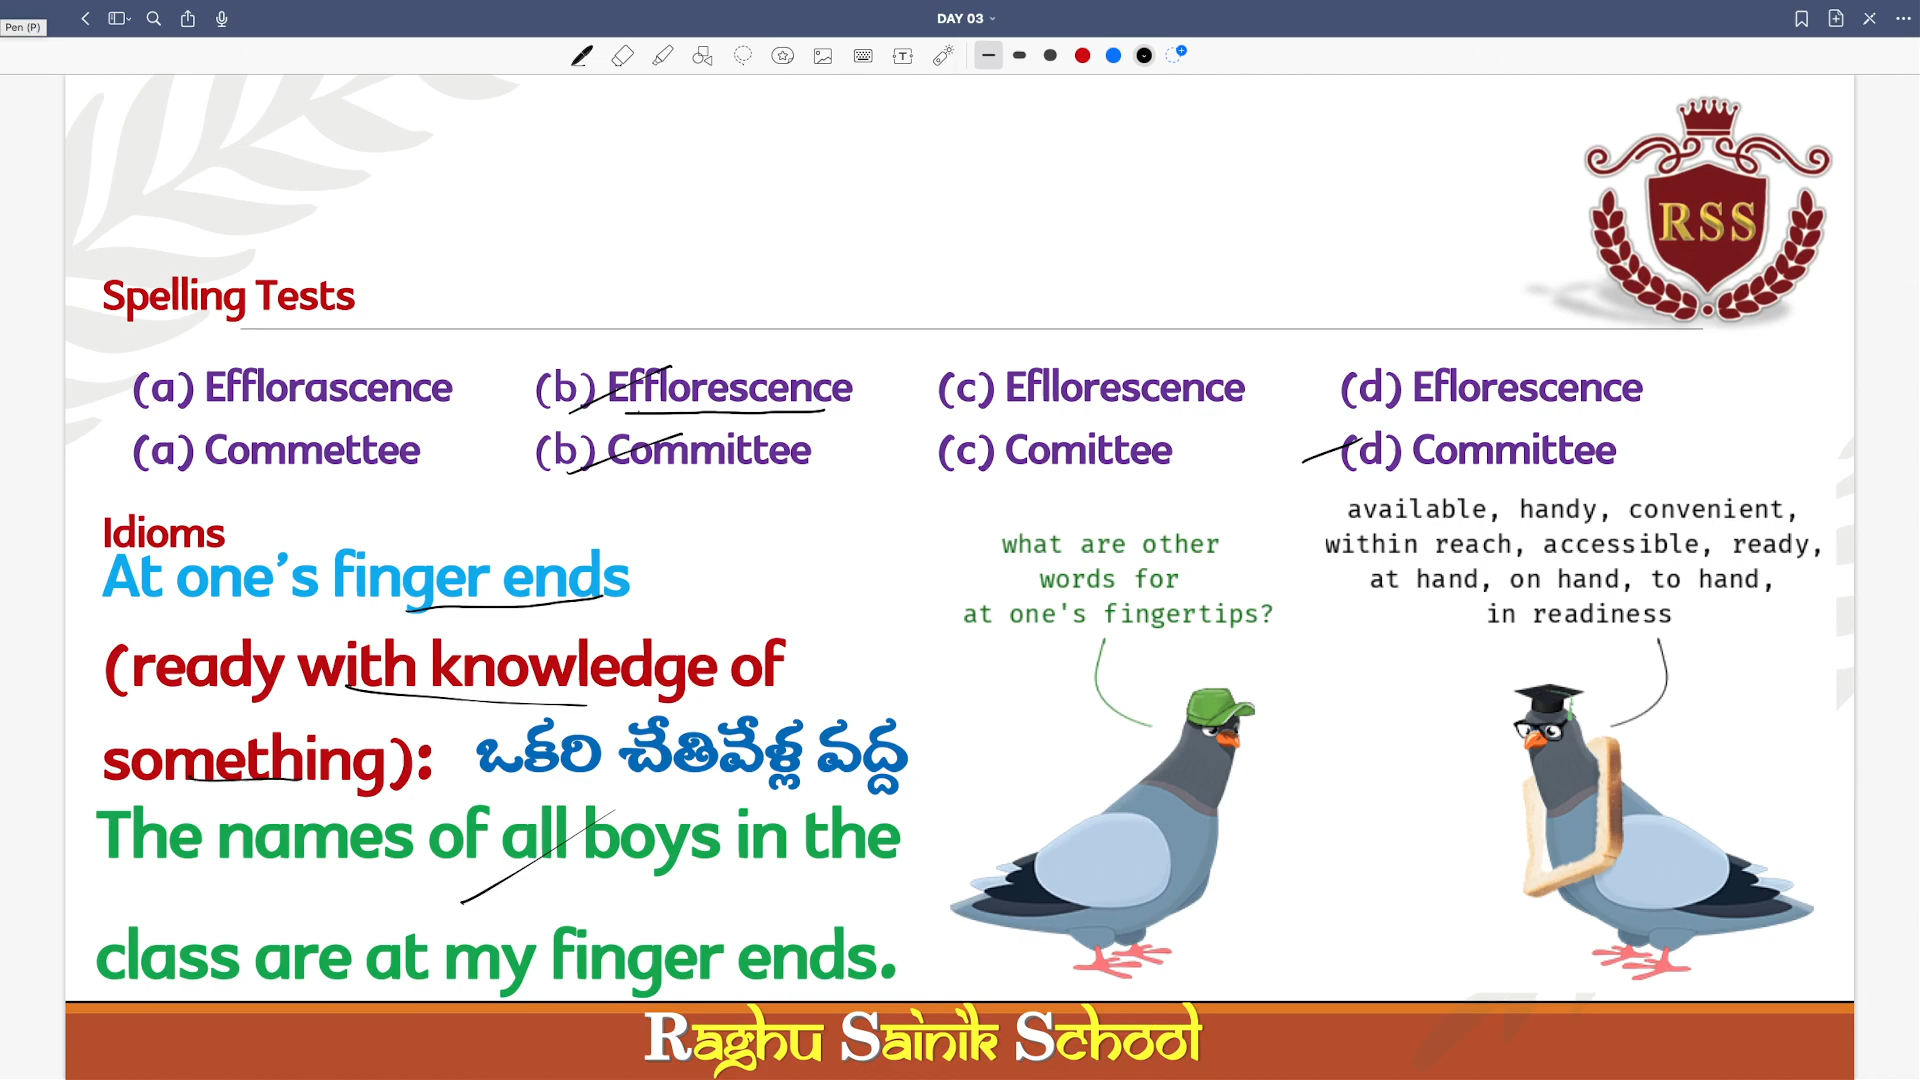 DAY 03
Pen (P)
RSS
Spelling Tests
(a) Efflorascence (b) Efflorescence (c) Efllorescence (d) Eflorescence
(a) Commettee (b) Committee (c) Comittee (d) Committee
Idioms
At one's finger ends
(ready with knowledge of
something): ఒకరి చేతివేళ్ల వద్ద
The names of all boys in the
class are at my finger ends.
what are other
words for
at one's fingertips?
available, handy, convenient,
within reach, accessible, ready,
at hand, on hand, to hand,
in readiness
Raghu Sainik School